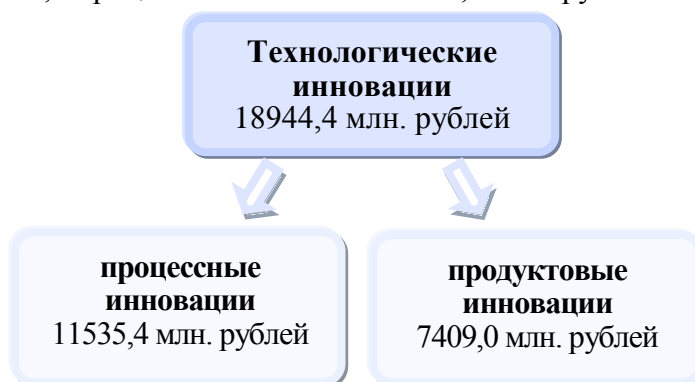 Технологические
инновации
18944,4 млн. рублей
процессные
инновации
11535,4 млн. рублей
продуктовые
инновации
7409,0 млн. рублей